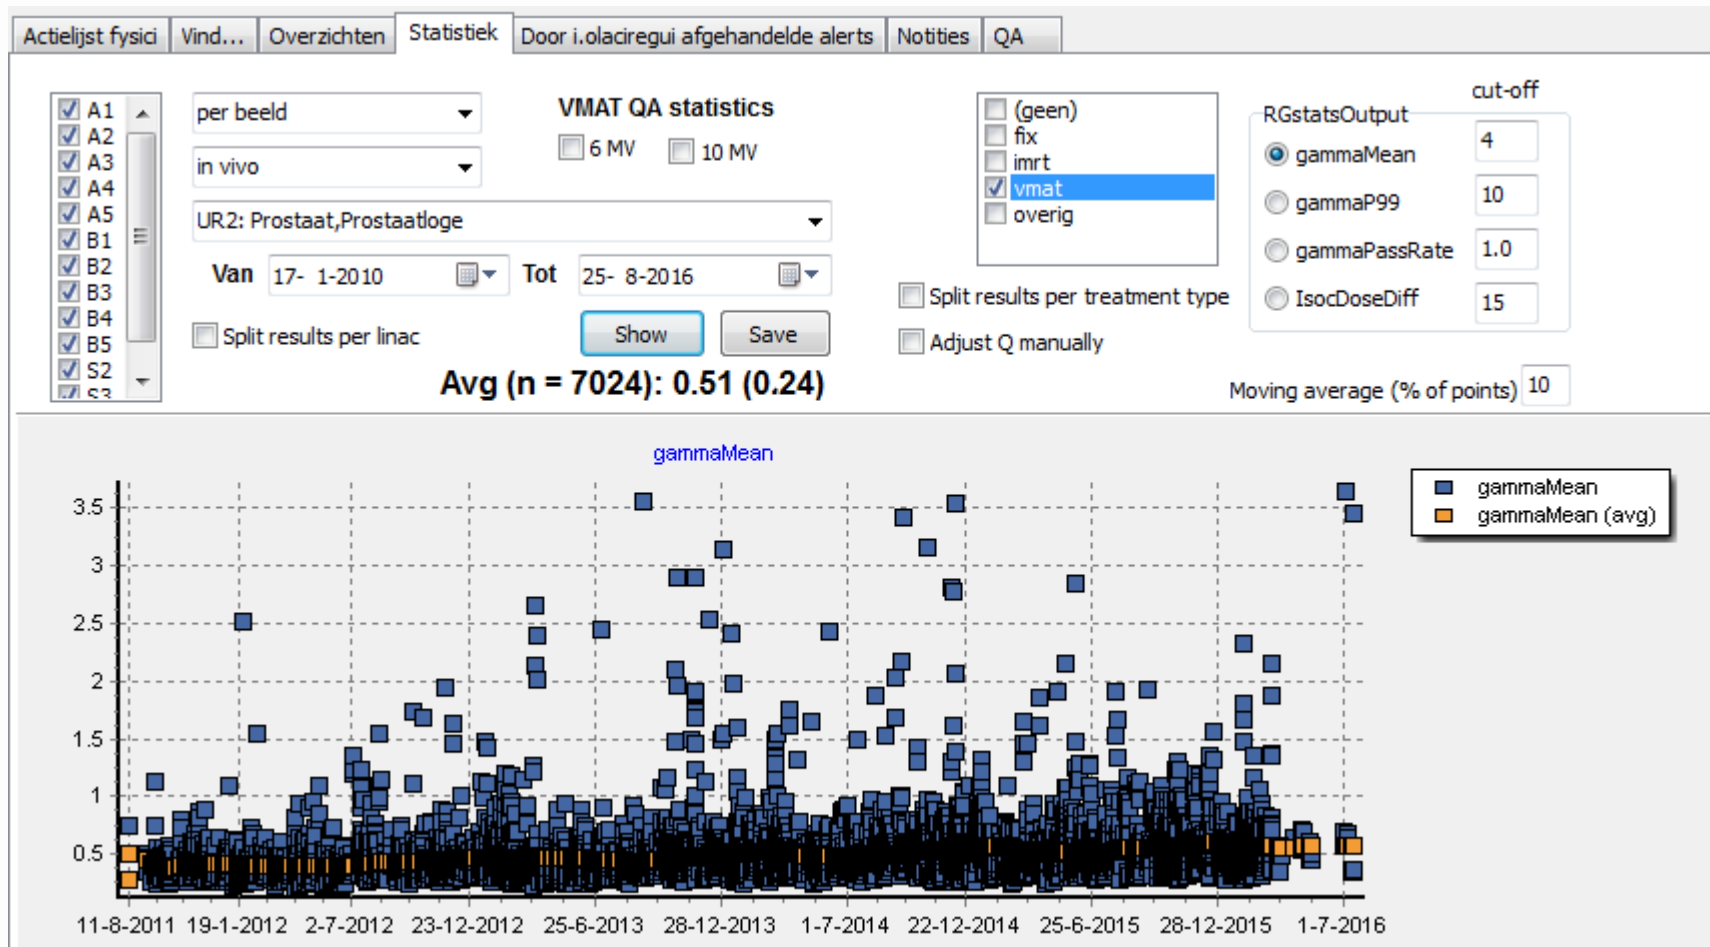 Actielijst fysici Vind... Overzichten Statistiek Door i.olaciregui afgehandelde alerts Notities QA
A1
A2
A3
A4
A5
B1
B2
B3
B4
B5
S2
S3
per beeld
in vivo
UR2: Prostaat,Prostaatloge
Van 17- 1-2010 Tot 25- 8-2016
Split results per linac
Show Save
VMAT QA statistics
6 MV 10 MV
(geen)
fix
imrt
vmat
overig
Split results per treatment type
Adjust Q manually
cut-off
RGstatsOutput
gammaMean 4
gammaP99 10
gammaPassRate 1.0
IsocDoseDiff 15
Moving average (% of points) 10
Avg (n = 7024): 0.51 (0.24)
gammaMean
gammaMean
gammaMean (avg)
3.5
3
2.5
2
1.5
1
0.5
11-8-2011 19-1-2012 2-7-2012 23-12-2012 25-6-2013 28-12-2013 1-7-2014 22-12-2014 25-6-2015 28-12-2015 1-7-2016